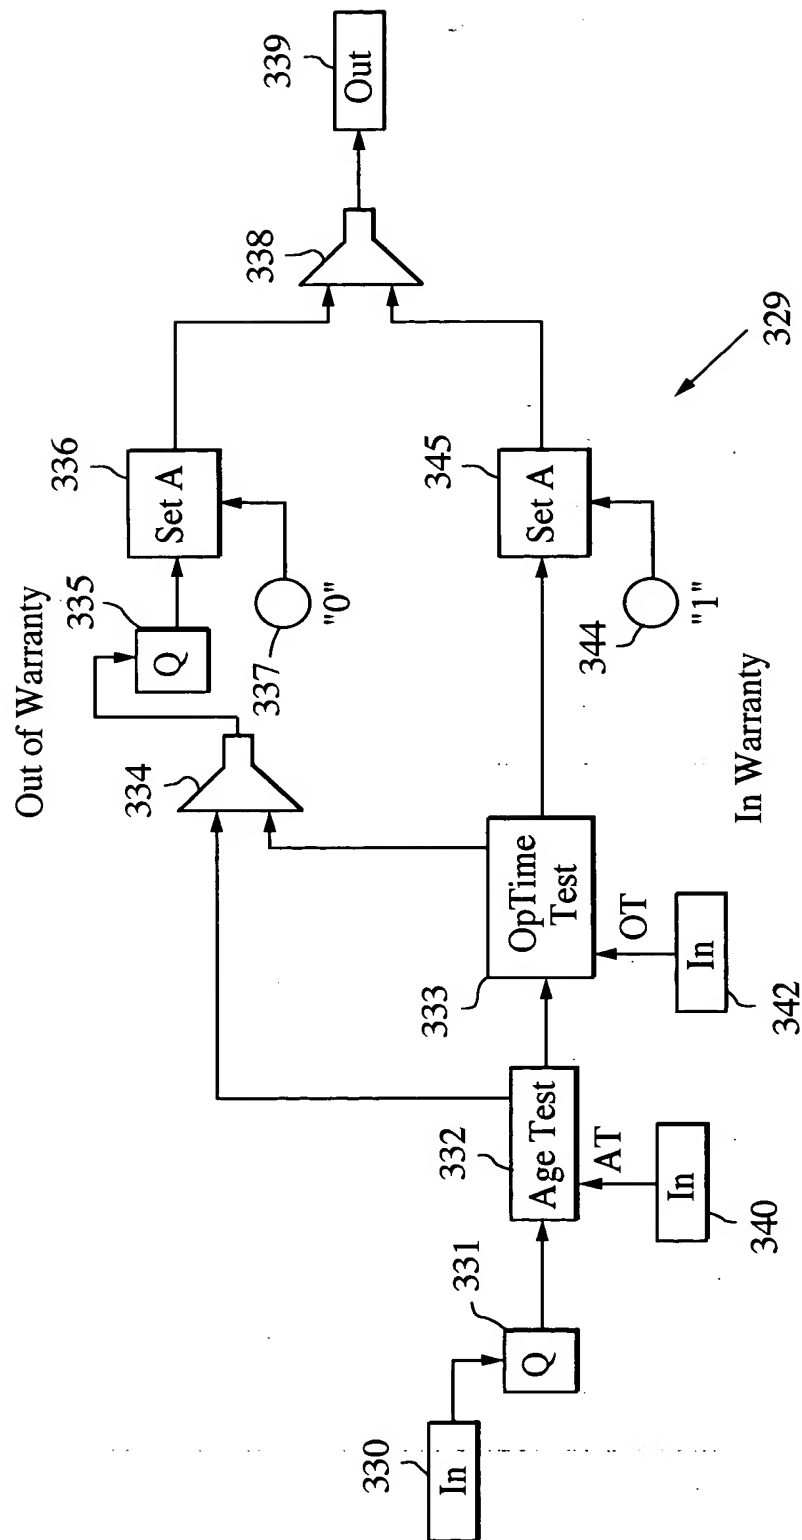 Out of Warranty
330
In
331
Q
332
Age Test
AT
In
340
333
OpTime
Test
OT
In
342
334
335
Q
336
Set A
337
"0"
338
339
Out
345
Set A
344
"1"
In Warranty
329